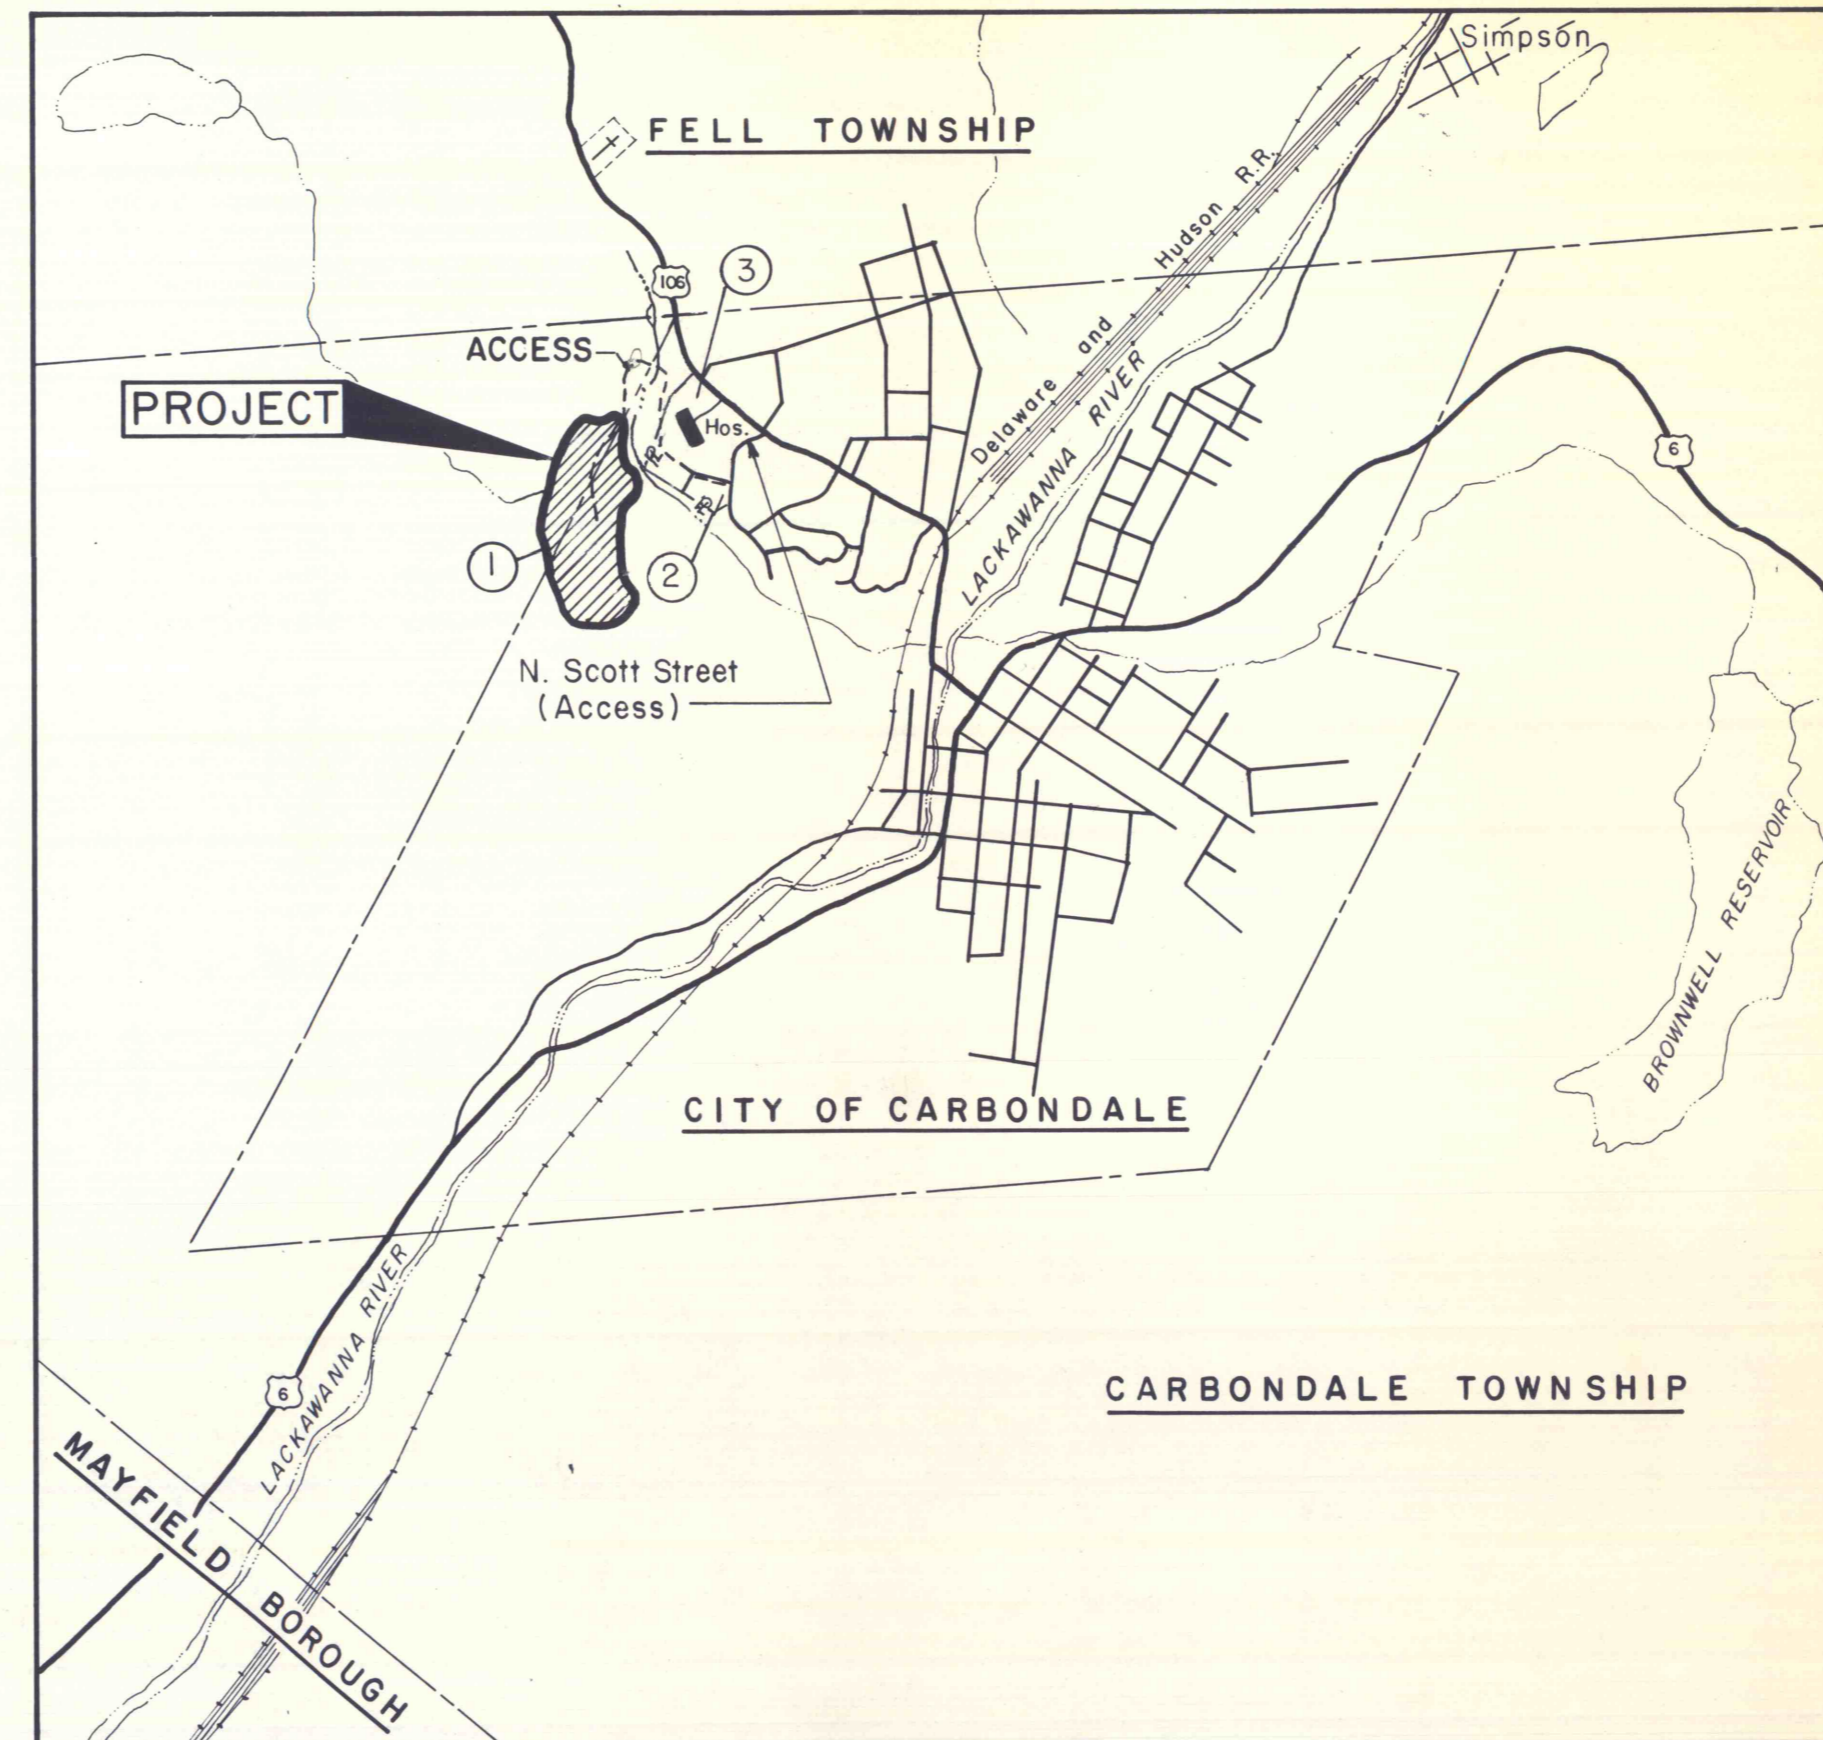 Simpson
FELL TOWNSHIP
Delaware and Hudson R.R.
106
3
ACCESS
PROJECT
Hos.
LACKAWANNA RIVER
6
1
2
N. Scott Street
(Access)
BROWNWELL RESERVOIR
CITY OF CARBONDALE
LACKAWANNA RIVER
6
CARBONDALE TOWNSHIP
MAYFIELD BOROUGH